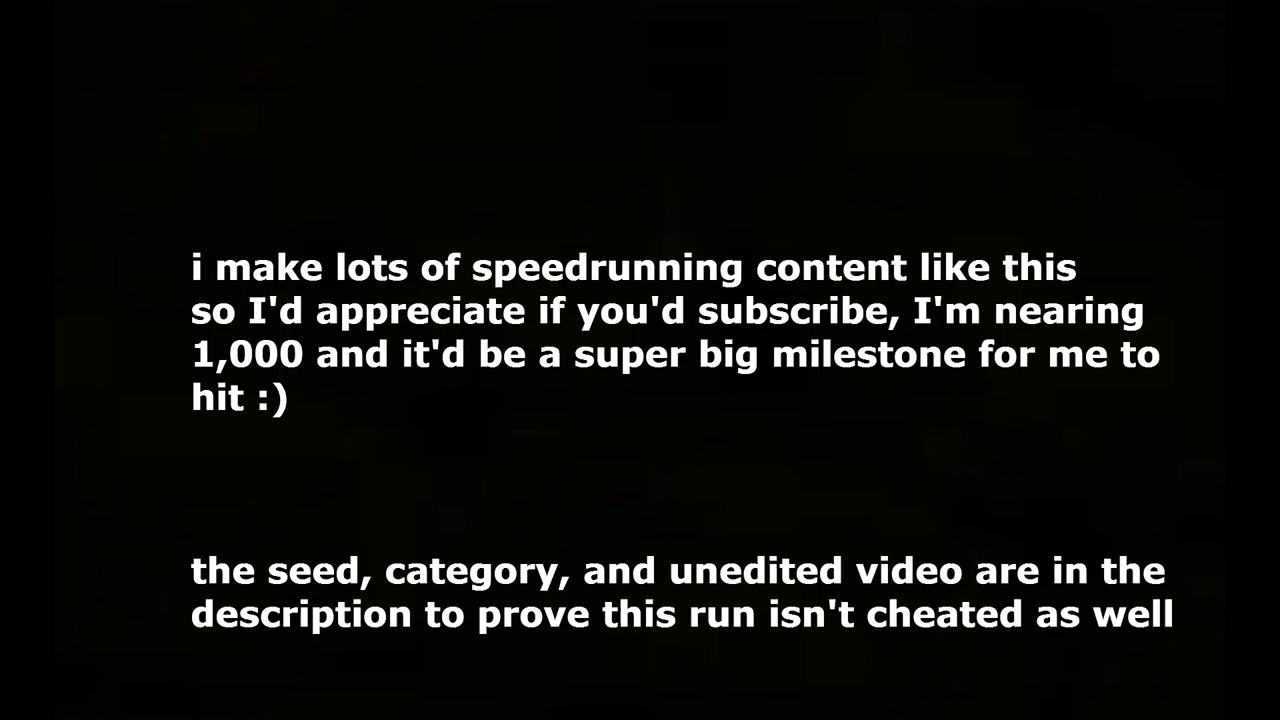 i make lots of speedrunning content like this
so I'd appreciate if you'd subscribe, I'm nearing
1,000 and it'd be a super big milestone for me to
hit :)
the seed, category, and unedited video are in the
description to prove this run isn't cheated as well